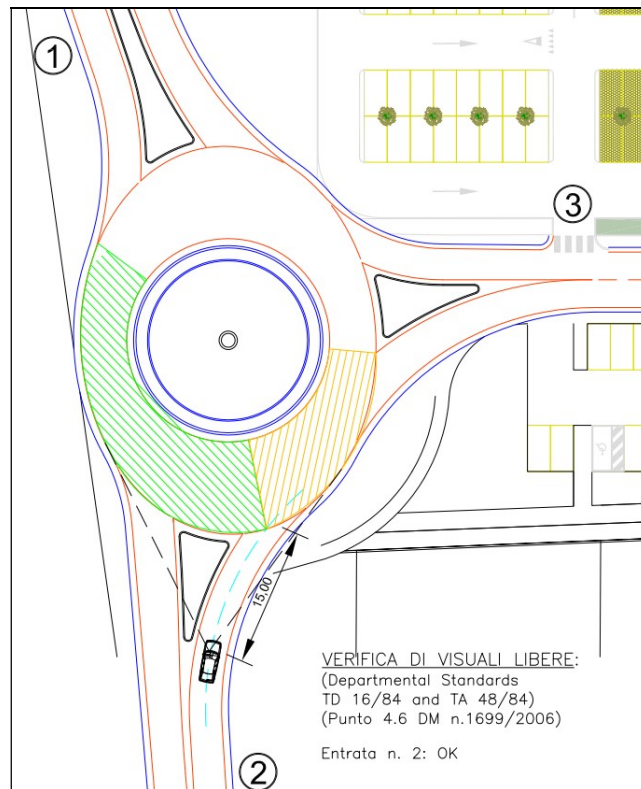 1
3
15,00
VERIFICA DI VISUALI LIBERE:
(Departmental Standards
TD 16/84 and TA 48/84)
(Punto 4.6 DM n.1699/2006)
Entrata n. 2: OK
2